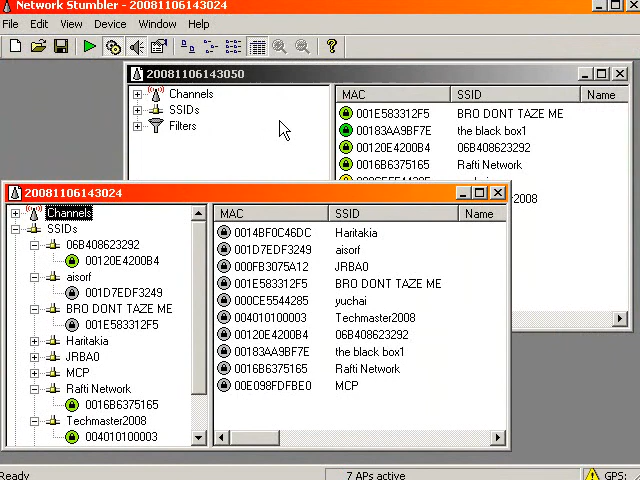 Network Stumbler - 20081106143024
File Edit View Device Window Help
20081106143050
Channels
SSIDs
Filters
MAC SSID Name
001E583312F5 BRO DONT TAZE ME
00183AA9BF7E the black box1
00120E4200B4 06B408623292
0016B6375165 Rafti Network
2008
20081106143024
Channels
SSIDs
06B408623292
00120E4200B4
aisorf
001D7EDF3249
BRO DONT TAZE ME
001E583312F5
Haritakia
JRBA0
MCP
Rafti Network
0016B6375165
Techmaster2008
004010100003
MAC SSID Name
0014BF0C46DC Haritakia
001D7EDF3249 aisorf
000FB3075A12 JRBA0
001E583312F5 BRO DONT TAZE ME
000CE5544285 yuchai
004010100003 Techmaster2008
00120E4200B4 06B408623292
00183AA9BF7E the black box1
0016B6375165 Rafti Network
00E098FDFBE0 MCP
Ready 7 APs active GPS: